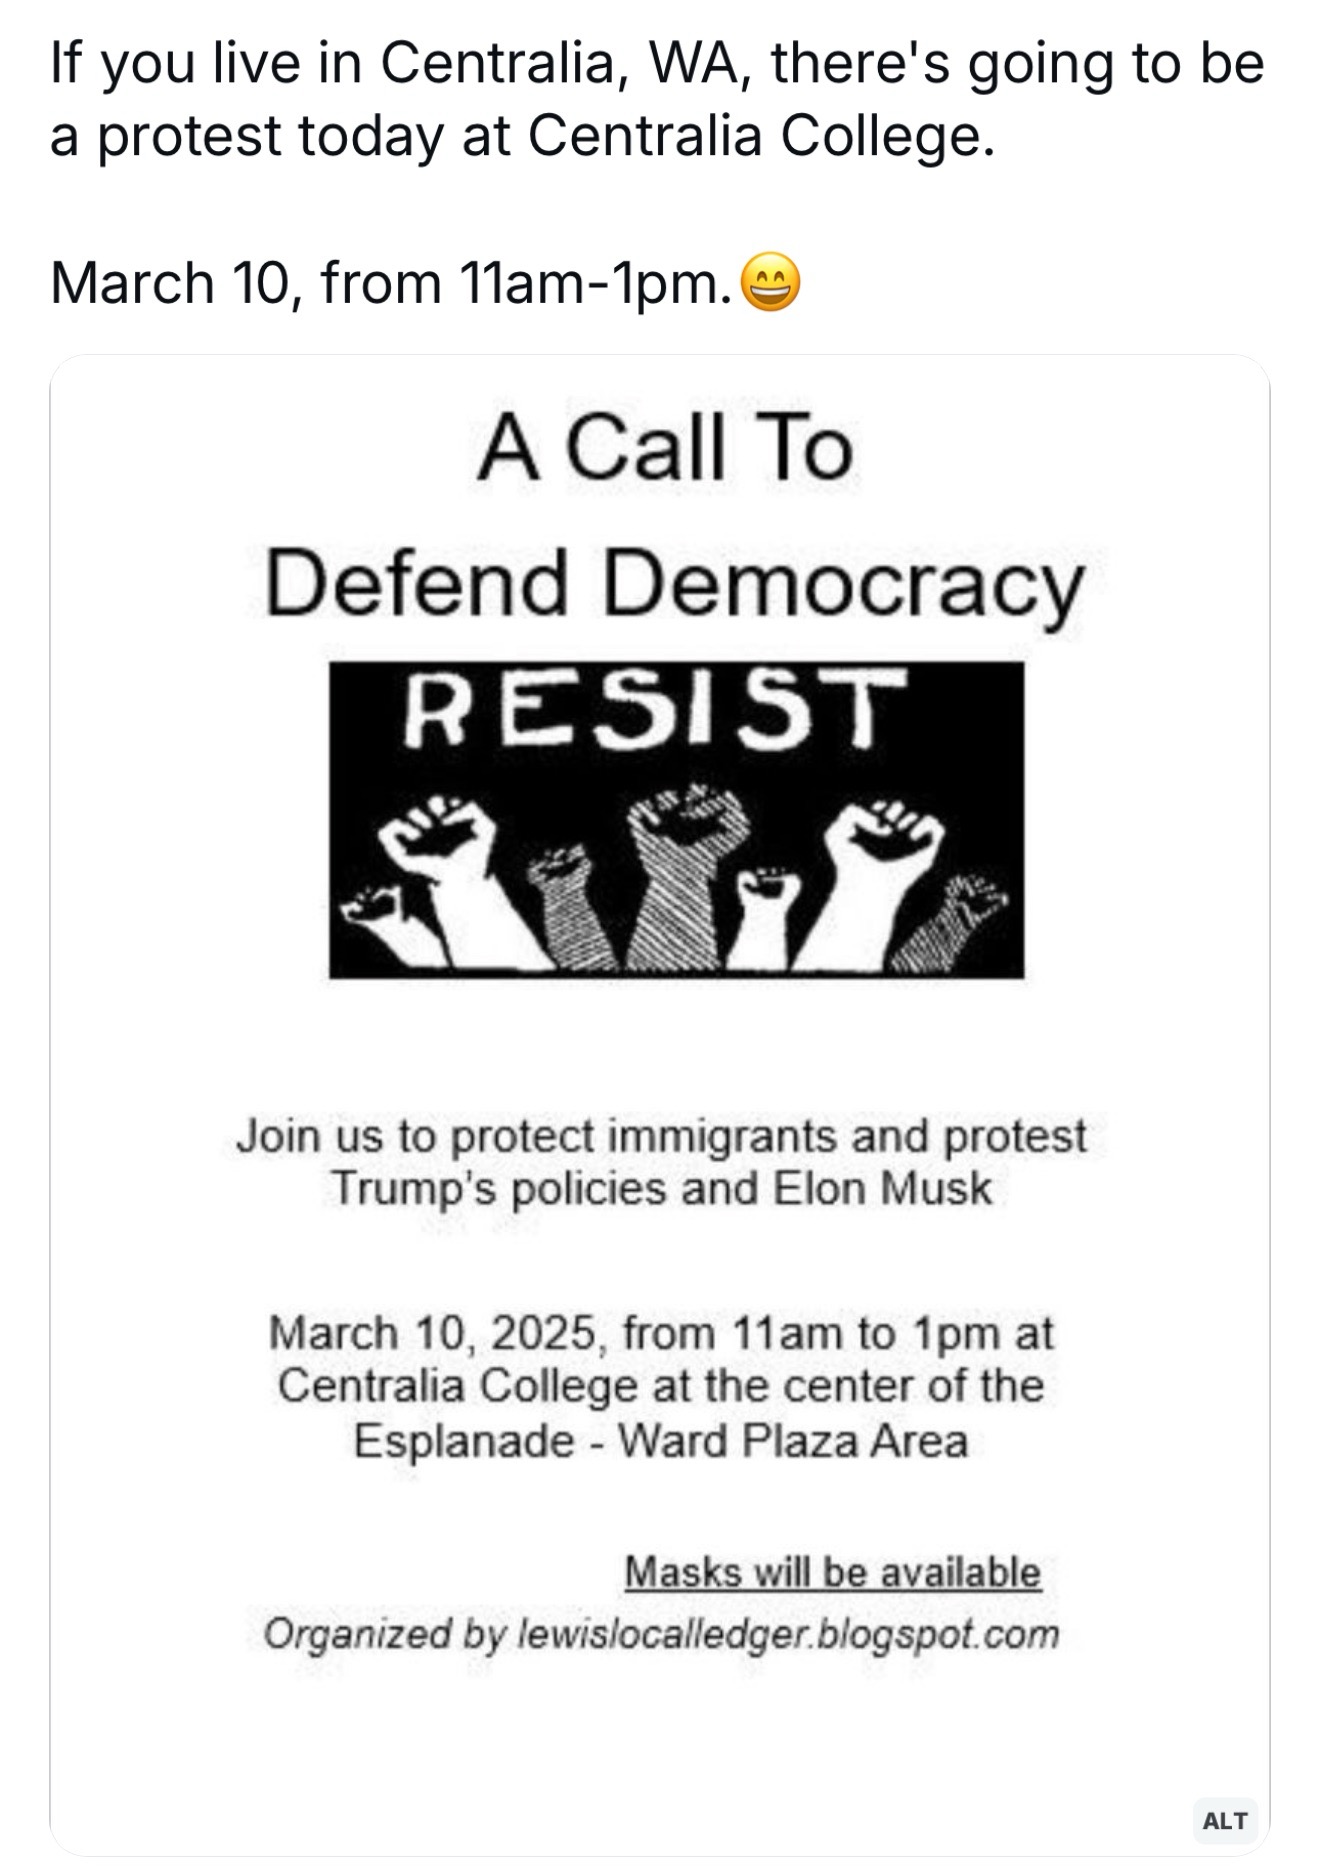 If you live in Centralia, WA, there's going to be
a protest today at Centralia College.
March 10, from 11am-1pm.😄
A Call To
Defend Democracy
RESIST
Join us to protect immigrants and protest
Trump's policies and Elon Musk
March 10, 2025, from 11am to 1pm at
Centralia College at the center of the
Esplanade - Ward Plaza Area
Masks will be available
Organized by lewislocalledger.blogspot.com
ALT